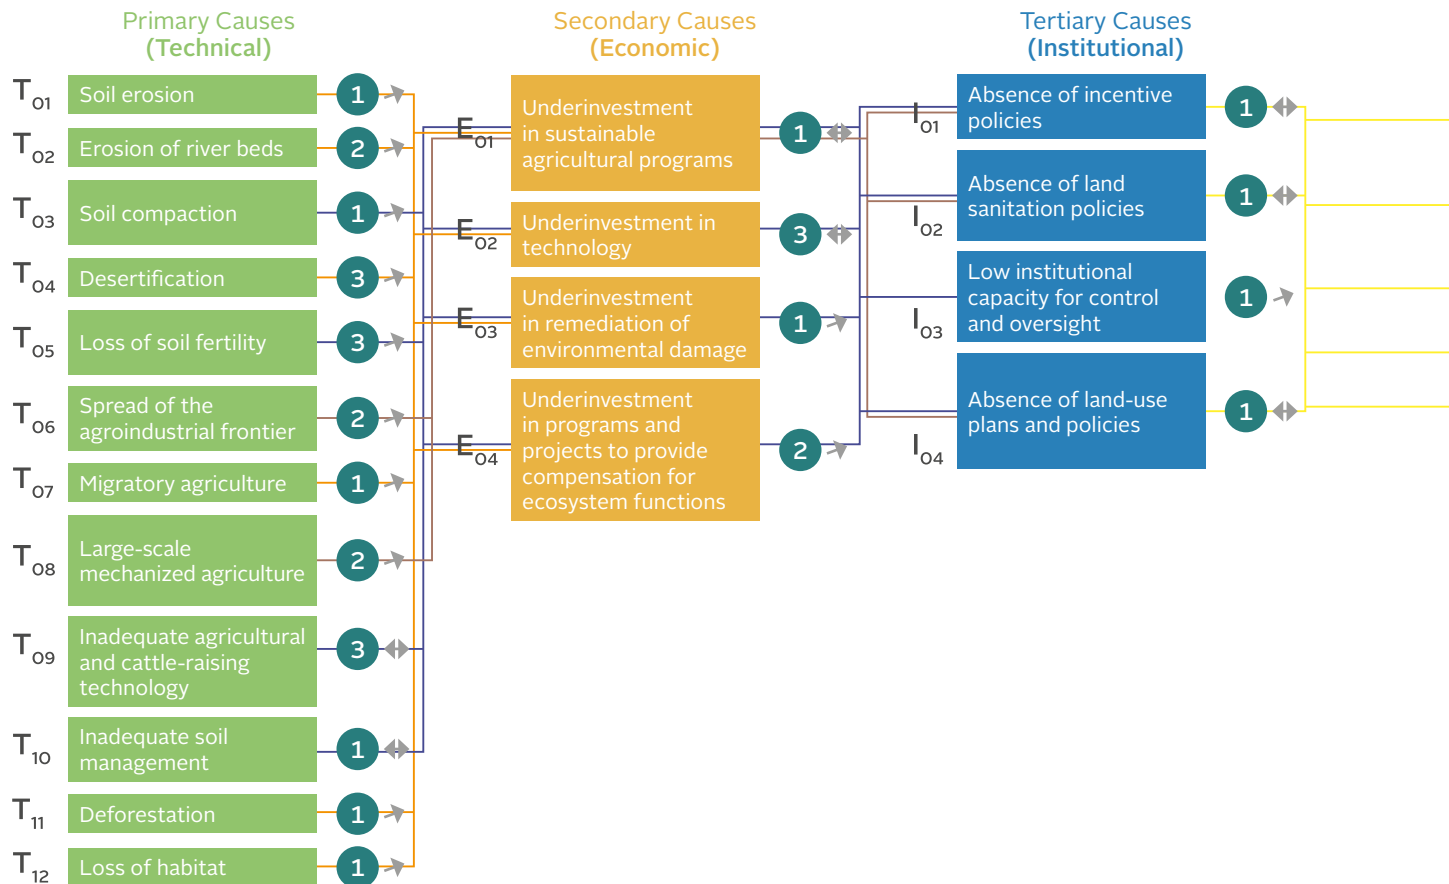 Primary Causes
(Technical)
T01
Soil erosion
1
T02
Erosion of river beds
2
T03
Soil compaction
1
T04
Desertification
3
T05
Loss of soil fertility
3
T06
Spread of the
agroindustrial frontier
2
T07
Migratory agriculture
1
T08
Large-scale
mechanized agriculture
2
T09
Inadequate agricultural
and cattle-raising
technology
3
T10
Inadequate soil
management
1
T11
Deforestation
1
T12
Loss of habitat
1
Secondary Causes
(Economic)
E01
Underinvestment
in sustainable
agricultural programs
1
E02
Underinvestment in
technology
3
E03
Underinvestment
in remediation of
environmental damage
1
E04
Underinvestment
in programs and
projects to provide
compensation for
ecosystem functions
2
Tertiary Causes
(Institutional)
I01
Absence of incentive
policies
1
I02
Absence of land
sanitation policies
1
I03
Low institutional
capacity for control
and oversight
1
I04
Absence of land-use
plans and policies
1